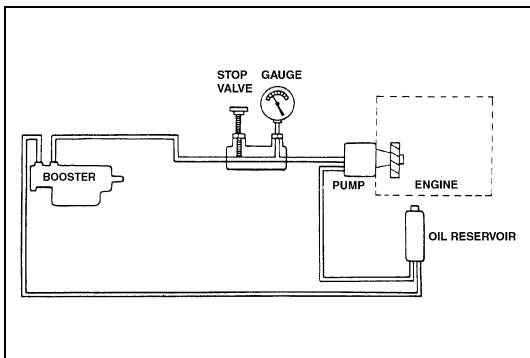 STOP GAUGE
VALVE
BOOSTER
PUMP
ENGINE
OIL RESERVOIR